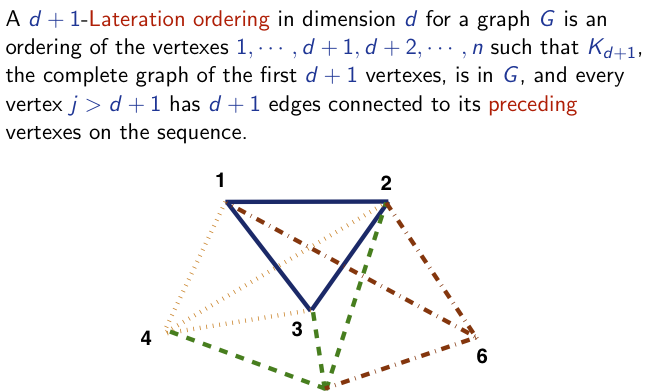 A d + 1-Lateration ordering in dimension d for a graph G is an
ordering of the vertexes 1, ⋯ , d + 1, d + 2, ⋯ , n such that K_{d+1},
the complete graph of the first d + 1 vertexes, is in G, and every
vertex j > d + 1 has d + 1 edges connected to its preceding
vertexes on the sequence.
1 2
3
4
6